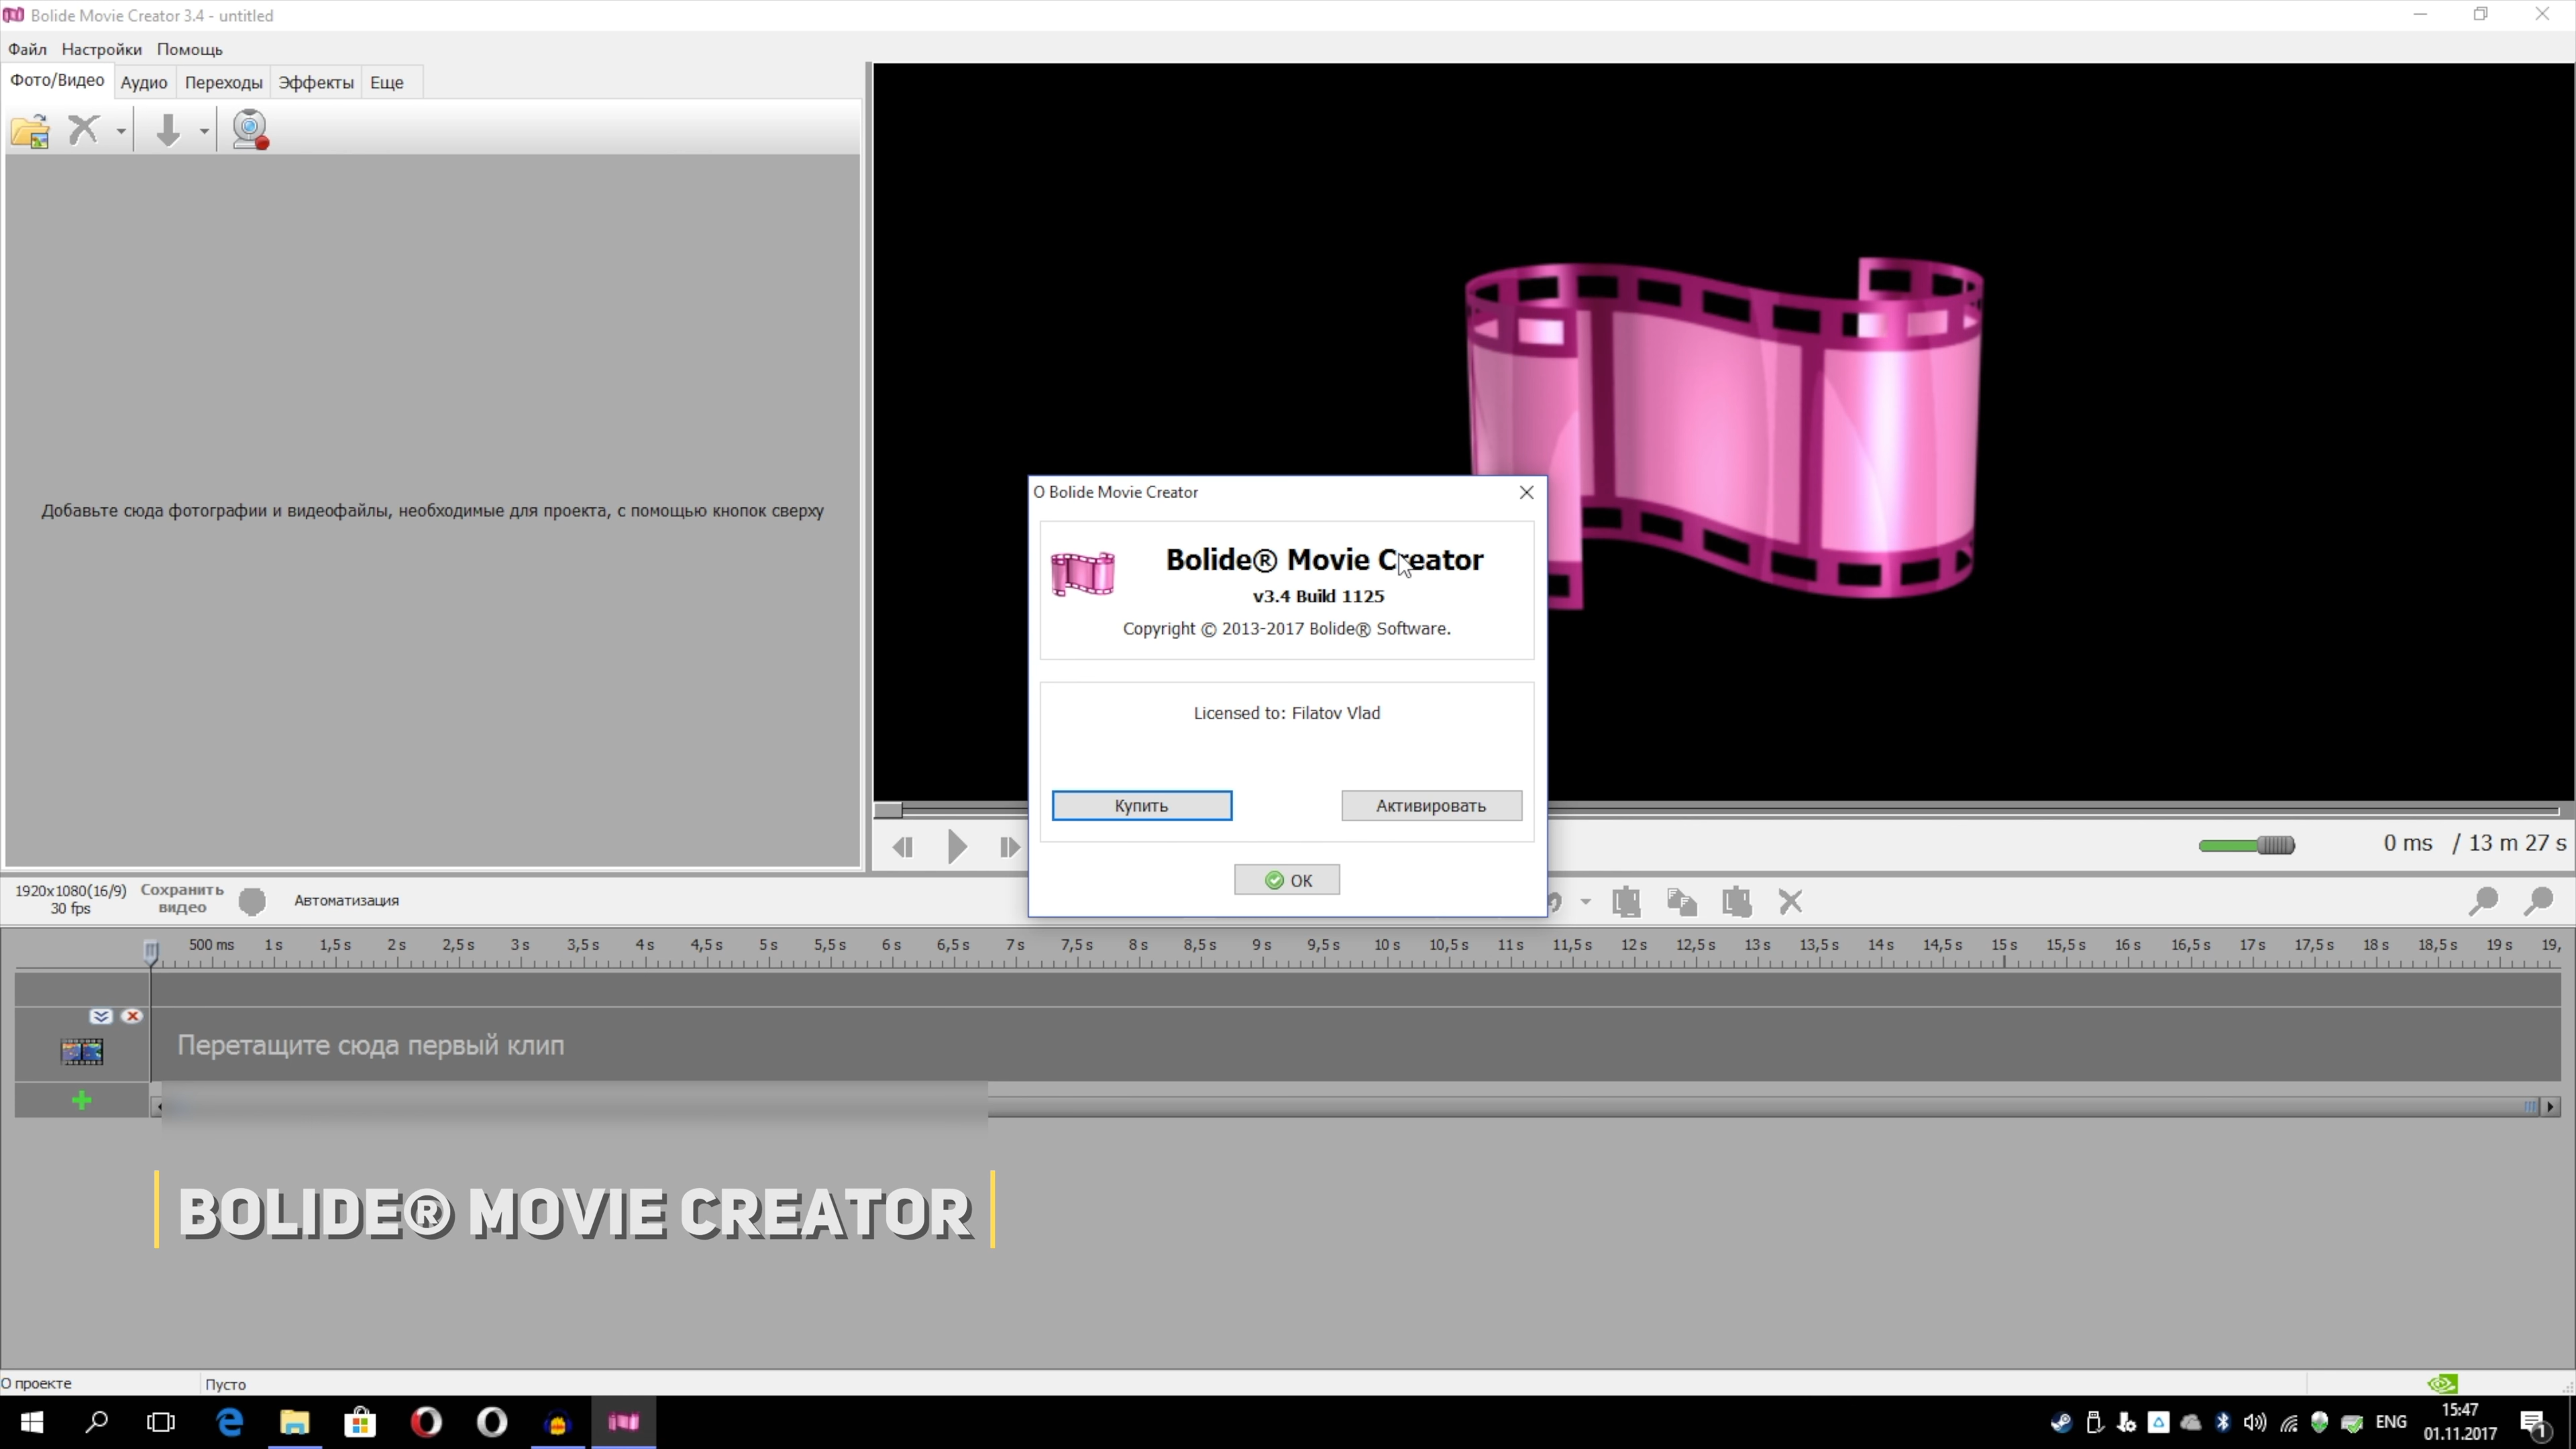 Bolide Movie Creator 3.4 - untitled
Файл Настройки Помощь
Фото/Видео Аудио Переходы Эффекты Еще
Добавьте сюда фотографии и видеофайлы, необходимые для проекта, с помощью кнопок сверху
О Bolide Movie Creator
Bolide® Movie Creator
v3.4 Build 1125
Copyright © 2013-2017 Bolide® Software.
Licensed to: Filatov Vlad
Купить Активировать
OK
0 ms / 13 m 27 s
1920x1080(16/9)
30 fps
Сохранить
видео
Автоматизация
500 ms 1 s 1,5 s 2 s 2,5 s 3 s 3,5 s 4 s 4,5 s 5 s 5,5 s 6 s 6,5 s 7 s 7,5 s 8 s 8,5 s 9 s 9,5 s 10 s 10,5 s 11 s 11,5 s 12 s 12,5 s 13 s 13,5 s 14 s 14,5 s 15 s 15,5 s 16 s 16,5 s 17 s 17,5 s 18 s 18,5 s 19 s 19,
Перетащите сюда первый клип
BOLIDE® MOVIE CREATOR
О проекте Пусто
ENG
15:47
01.11.2017
1